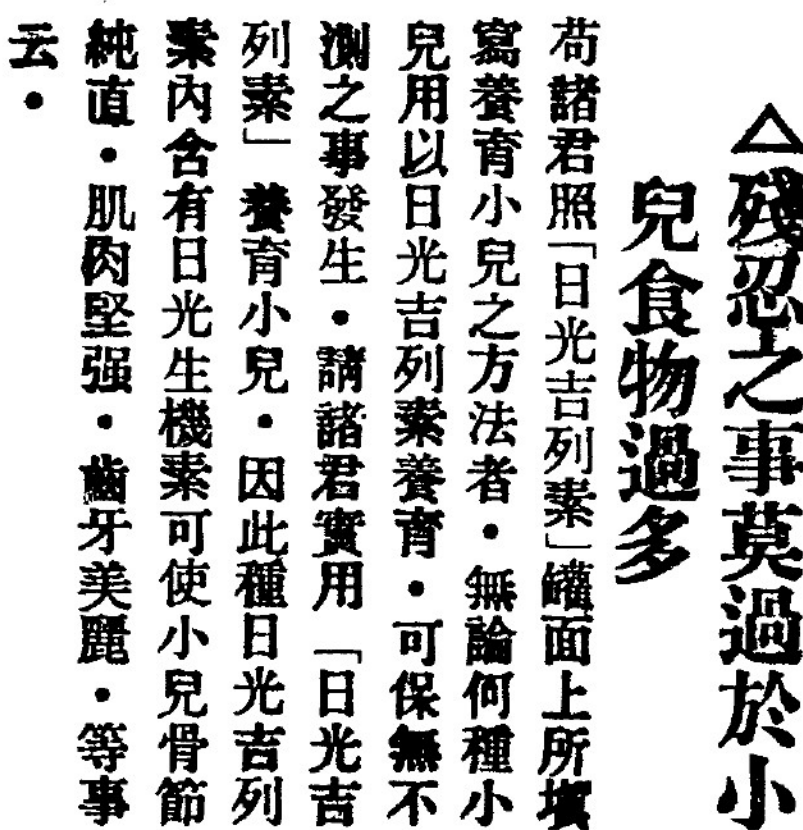 △殘忍之事莫過於小
兒食物過多
苟諸君照「日光吉列素」罐面上所填
寫養育小兒之方法者・無論何種小
兒用以日光吉列素養育・可保無不
測之事發生・請諸君實用「日光吉
列素」養育小兒・因此種日光吉列
素內含有日光生機素可使小兒骨節
純直・肌肉堅强・齒牙美麗・等事
云・